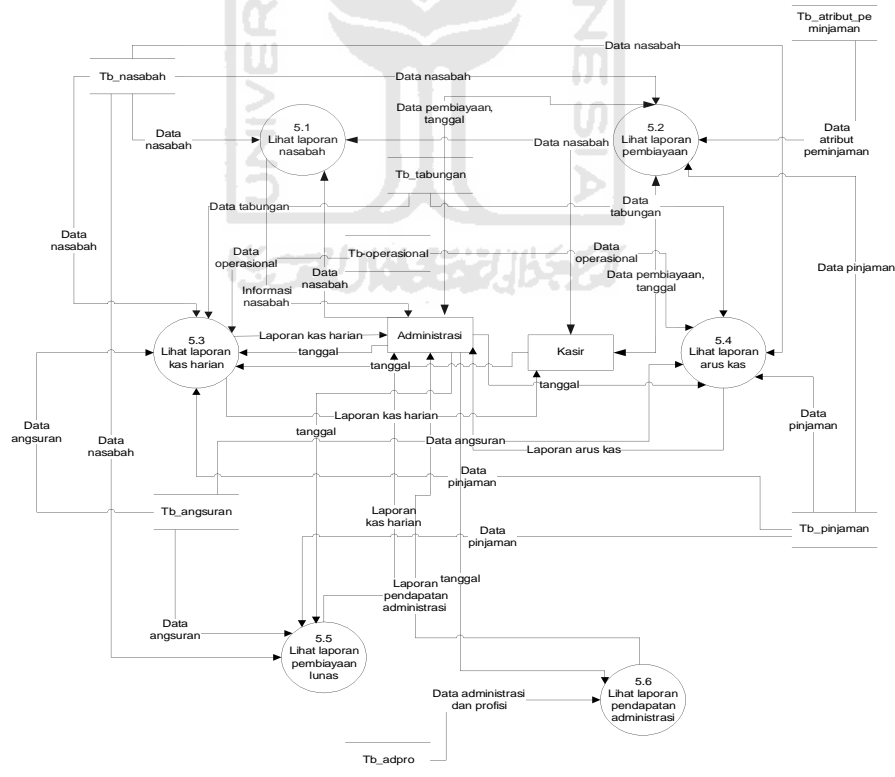 Tb_atribut_pe
minjaman
Data nasabah
Tb_nasabah
Data nasabah
Data pembiayaan,
tanggal
5.1
Lihat laporan
nasabah
5.2
Lihat laporan
pembiayaan
Data
nasabah
Data nasabah
Data
atribut
peminjaman
Tb_tabungan
Data tabungan
Data
tabungan
Data
nasabah
Data
operasional
Tb-operasional
Data
operasional
Data
nasabah
Data pembiayaan,
tanggal
Data pinjaman
Informasi
nasabah
5.3
Lihat laporan
kas harian
Laporan kas harian
Administrasi
tanggal
Kasir
5.4
Lihat laporan
arus kas
tanggal
tanggal
Laporan kas harian
tanggal
Data
angsuran
Data
nasabah
Data angsuran
Laporan arus kas
Data
pinjaman
Data
pinjaman
Tb_angsuran
Laporan
kas harian
Tb_pinjaman
Data
pinjaman
Laporan
pendapatan
administrasi
tanggal
Data
angsuran
5.5
Lihat laporan
pembiayaan
lunas
5.6
Lihat laporan
pendapatan
administrasi
Data administrasi
dan profisi
Tb_adpro
UNIVER
NESIA